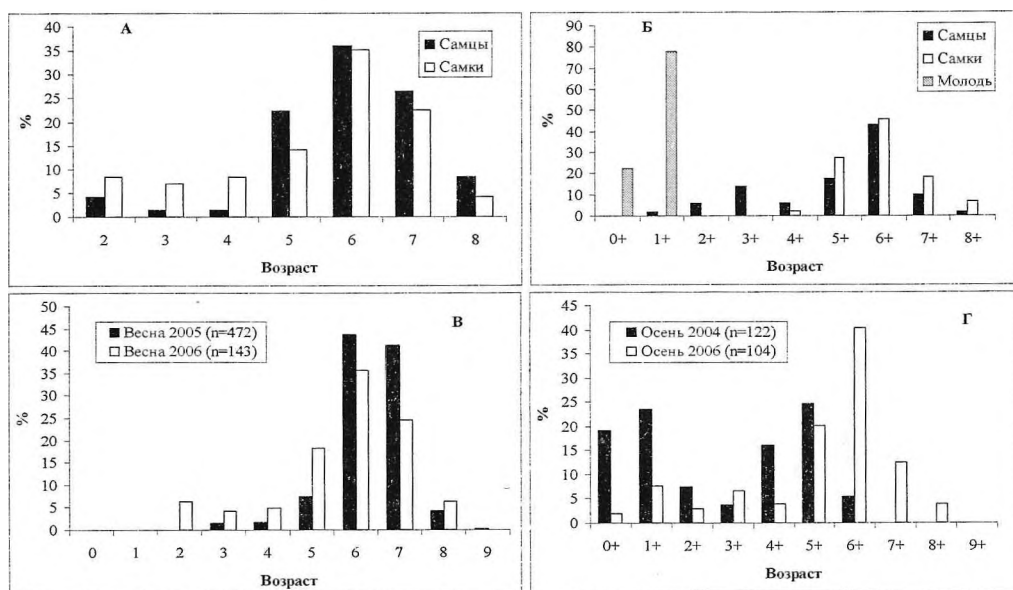 А
40
35
30
25
20
15
10
5
0
%
Самцы
Самки
2 3 4 5 6 7 8
Возраст
Б
90
80
70
60
50
40
30
20
10
0
%
Самцы
Самки
Молодь
0+ 1+ 2+ 3+ 4+ 5+ 6+ 7+ 8+
Возраст
В
50
45
40
35
30
25
20
15
10
5
0
%
Весна 2005 (n=472)
Весна 2006 (n=143)
0 1 2 3 4 5 6 7 8 9
Возраст
Г
45
40
35
30
25
20
15
10
5
0
%
Осень 2004 (n=122)
Осень 2006 (n=104)
0+ 1+ 2+ 3+ 4+ 5+ 6+ 7+ 8+ 9+
Возраст